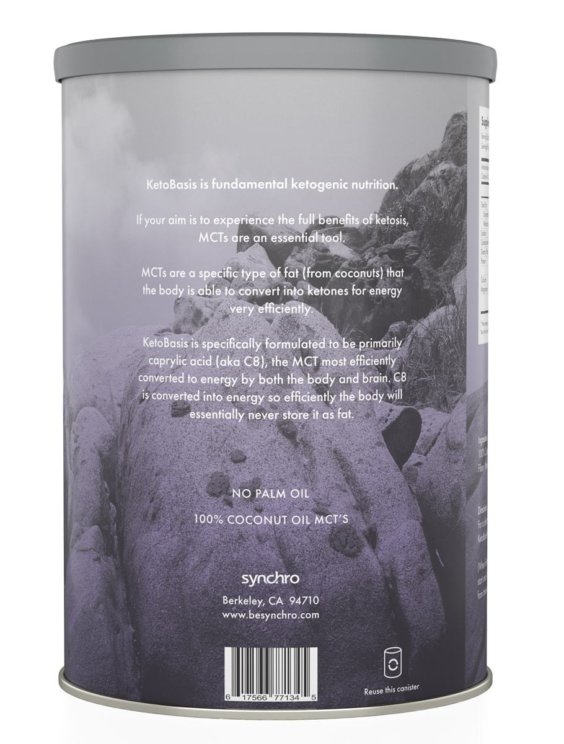 KetoBasis is fundamental ketogenic nutrition.
If your aim is to experience the full benefits of ketosis,
MCTs are an essential tool.
MCTs are a specific type of fat (from coconuts) that
the body is able to convert into ketones for energy
very efficiently.
KetoBasis is specifically formulated to be primarily
caprylic acid (aka C8), the MCT most efficiently
converted to energy by both the body and brain. C8
is converted into energy so efficiently the body will
essentially never store it as fat.
NO PALM OIL
100% COCONUT OIL MCT'S
synchro
Berkeley, CA 94710
www.besynchro.com
6 17566 77134 5
Reuse this canister